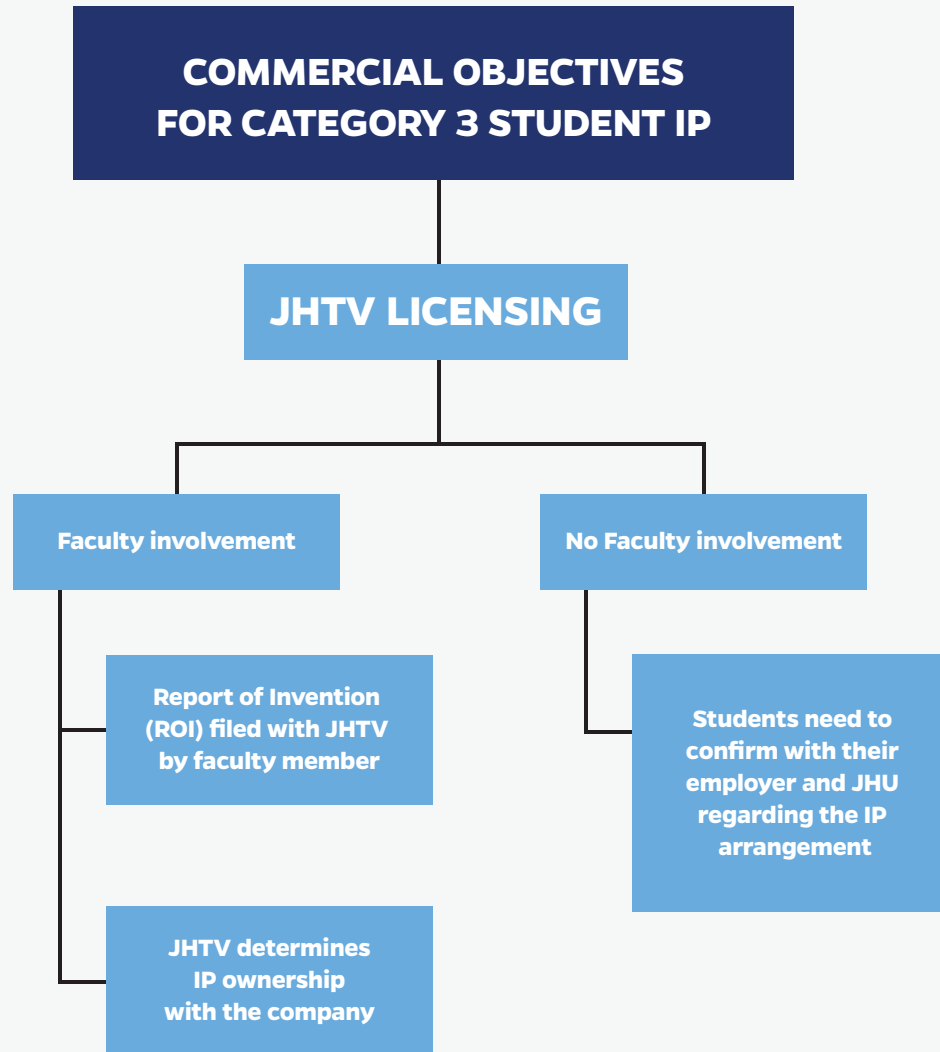 COMMERCIAL OBJECTIVES
FOR CATEGORY 3 STUDENT IP
JHTV LICENSING
Faculty involvement
No Faculty involvement
Report of Invention
(ROI) filed with JHTV
by faculty member
Students need to
confirm with their
employer and JHU
regarding the IP
arrangement
JHTV determines
IP ownership
with the company